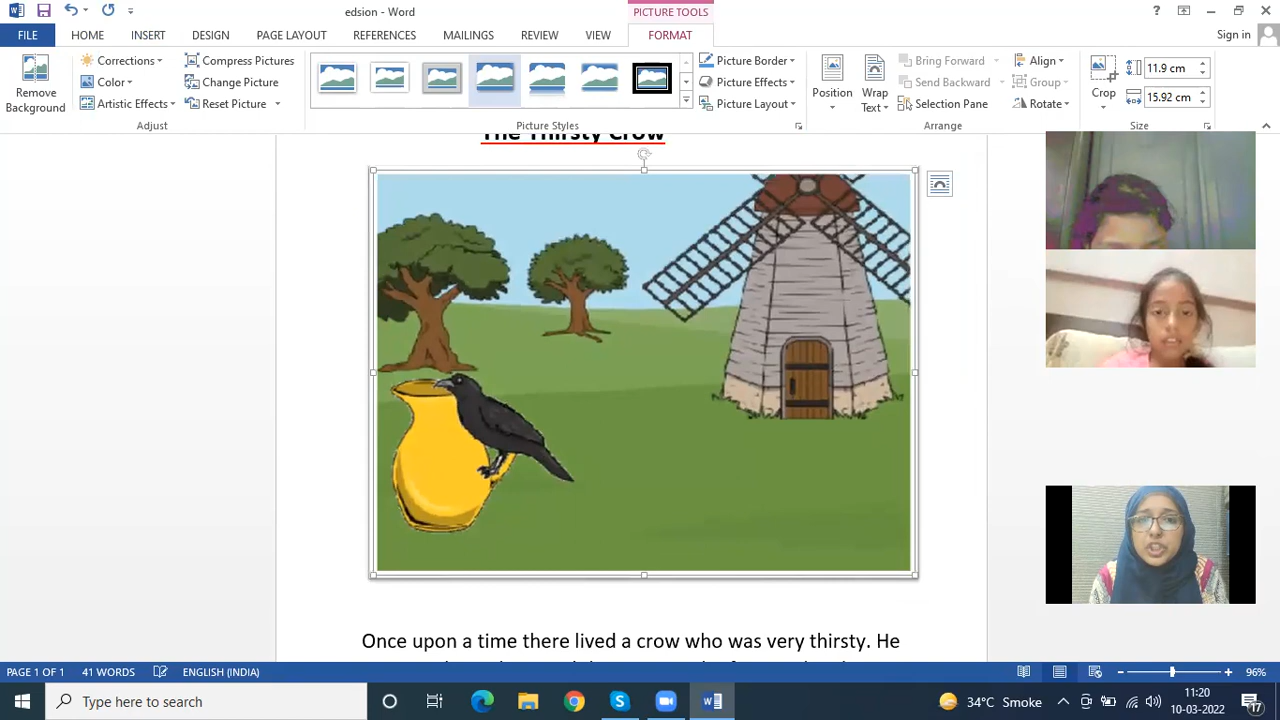 edsion - Word
PICTURE TOOLS
?
FILE
HOME
INSERT
DESIGN
PAGE LAYOUT
REFERENCES
MAILINGS
REVIEW
VIEW
FORMAT
Sign in
Remove Background
Corrections
Color
Artistic Effects
Compress Pictures
Change Picture
Reset Picture
Adjust
Picture Styles
Picture Border
Picture Effects
Picture Layout
Position
Wrap Text
Bring Forward
Send Backward
Selection Pane
Align
Group
Rotate
Arrange
Crop
11.9 cm
15.92 cm
Size
The Thirsty Crow
Once upon a time there lived a crow who was very thirsty. He
PAGE 1 OF 1
41 WORDS
ENGLISH (INDIA)
96%
Type here to search
34°C Smoke
11:20
10-03-2022
17